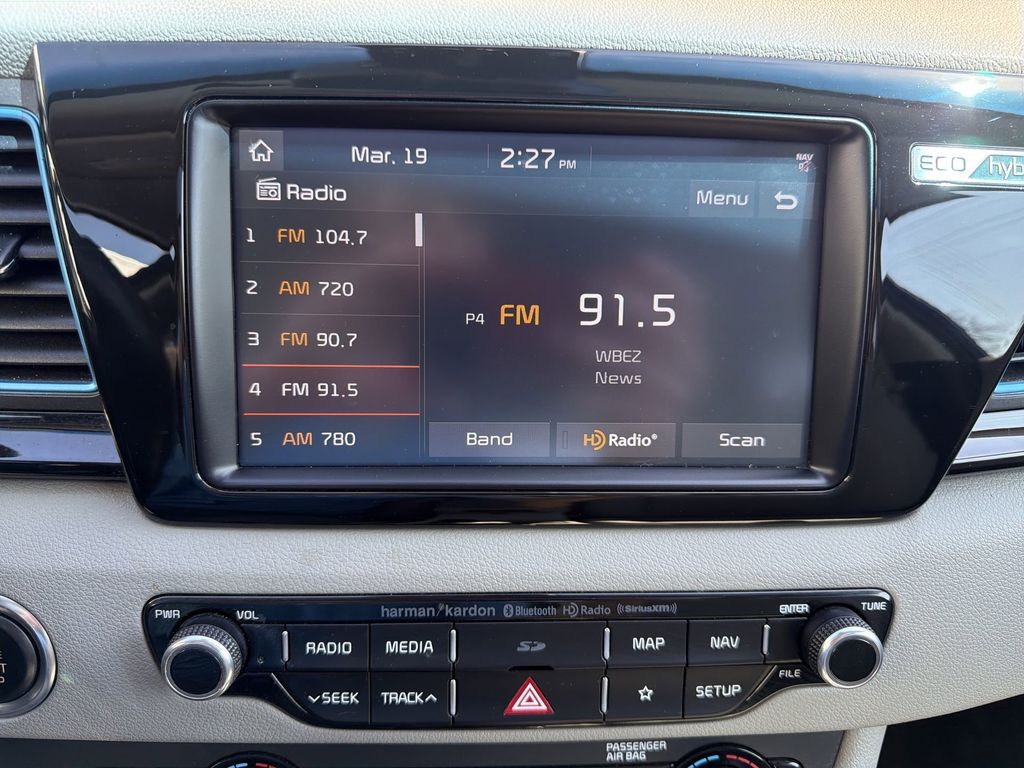 Mar. 19 2:27 PM NAV
Radio Menu
1 FM 104.7
2 AM 720
3 FM 90.7
4 FM 91.5
5 AM 780
P4 FM 91.5
WBEZ
News
Band HD Radio® Scan
ECO hyb
PWR VOL harman/kardon Bluetooth HD Radio ((SiriusXM)) ENTER TUNE
RADIO MEDIA SD MAP NAV
SEEK TRACK SETUP FILE
PASSENGER
AIR BAG